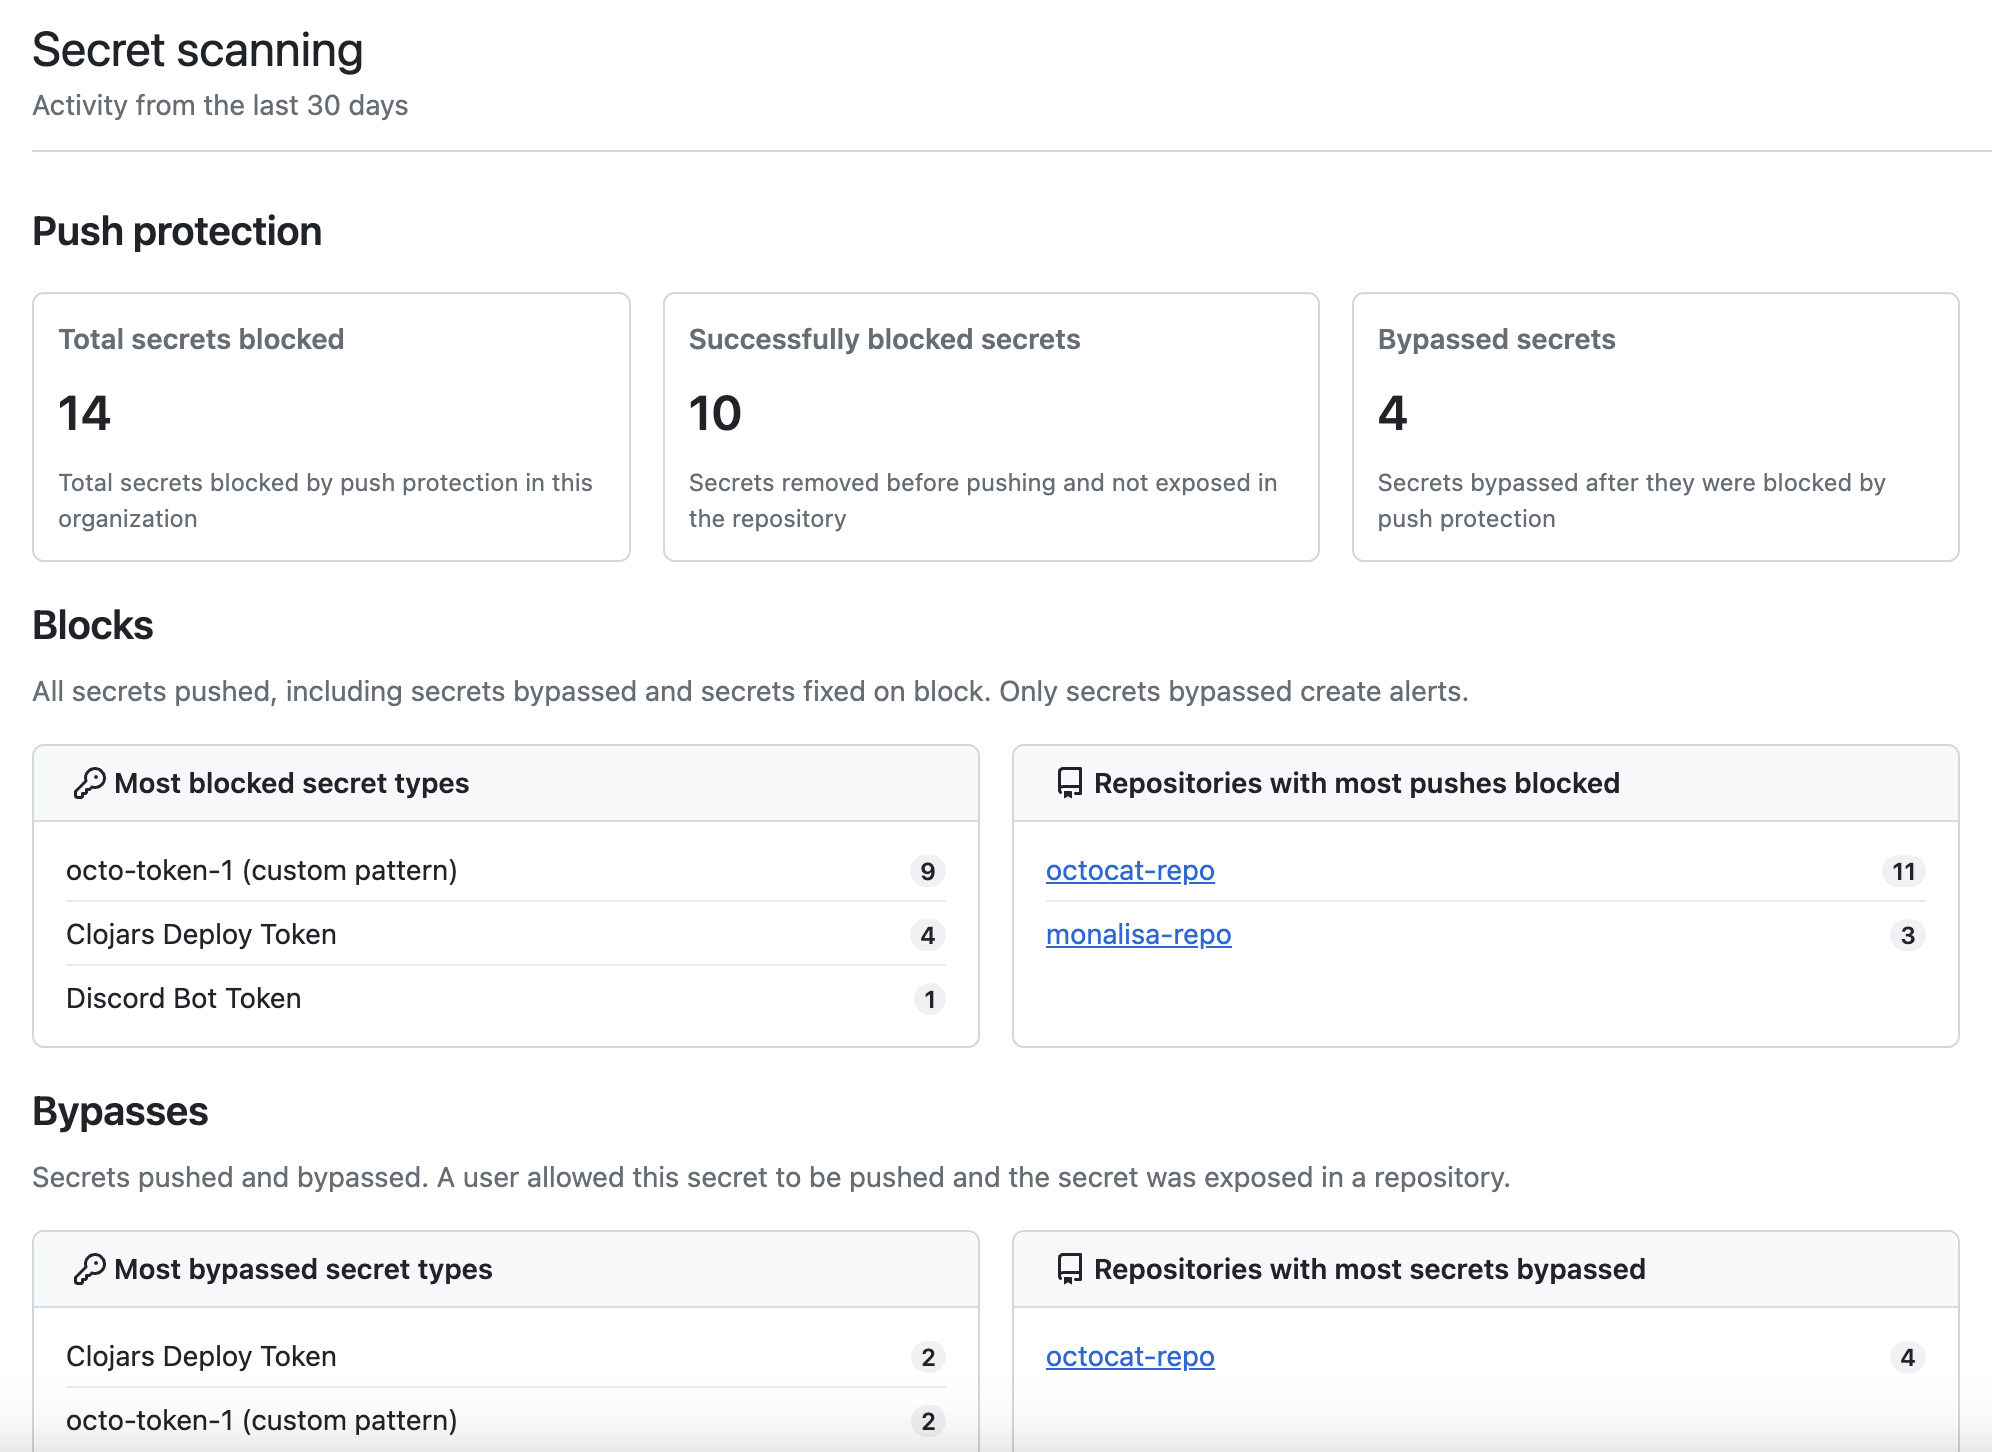 Secret scanning
Activity from the last 30 days
Push protection
Total secrets blocked
14
Total secrets blocked by push protection in this
organization
Successfully blocked secrets
10
Secrets removed before pushing and not exposed in
the repository
Bypassed secrets
4
Secrets bypassed after they were blocked by
push protection
Blocks
All secrets pushed, including secrets bypassed and secrets fixed on block. Only secrets bypassed create alerts.
Most blocked secret types
octo-token-1 (custom pattern) 9
Clojars Deploy Token 4
Discord Bot Token 1
Repositories with most pushes blocked
octocat-repo 11
monalisa-repo 3
Bypasses
Secrets pushed and bypassed. A user allowed this secret to be pushed and the secret was exposed in a repository.
Most bypassed secret types
Clojars Deploy Token 2
octo-token-1 (custom pattern) 2
Repositories with most secrets bypassed
octocat-repo 4